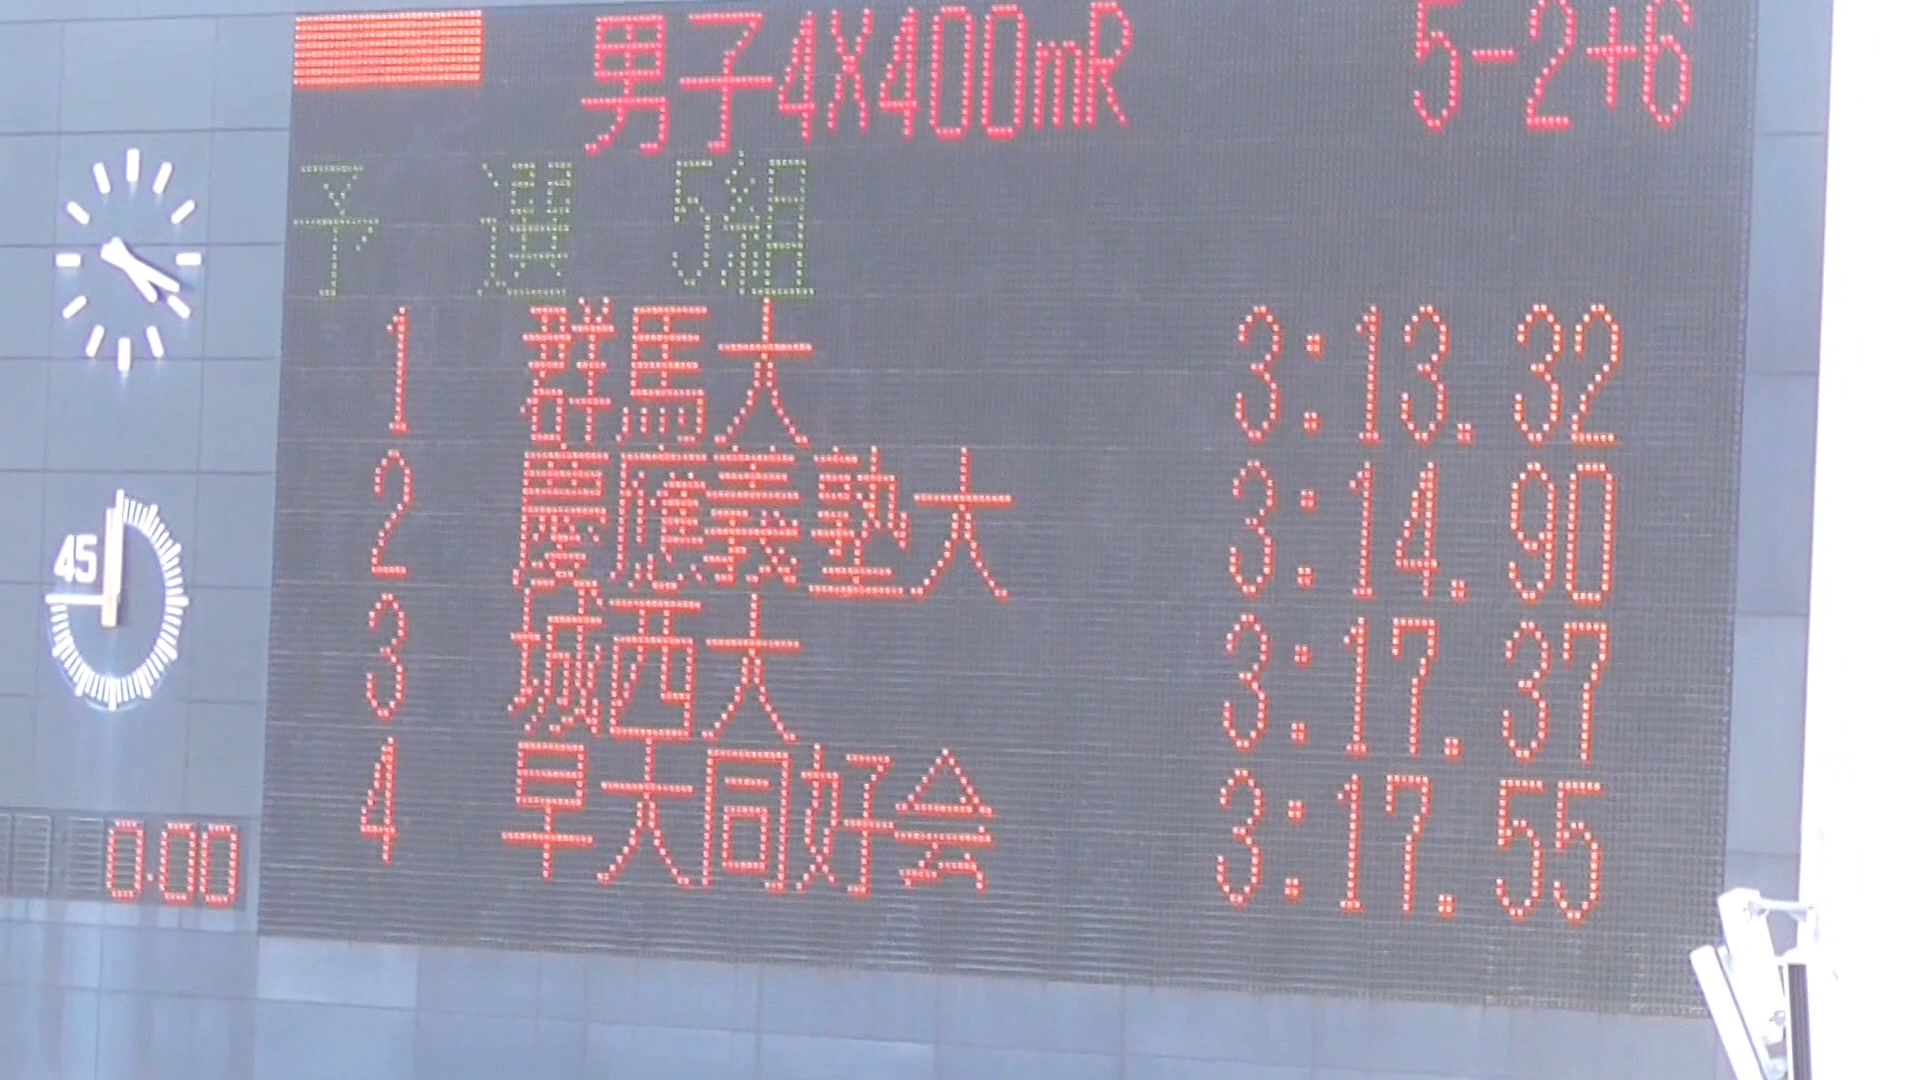 男子4X400mR 5-2+6
予選 5組
1 群馬大 3:13.32
2 慶應義塾大 3:14.90
3 城西大 3:17.37
4 早大同好会 3:17.55
45
0.00